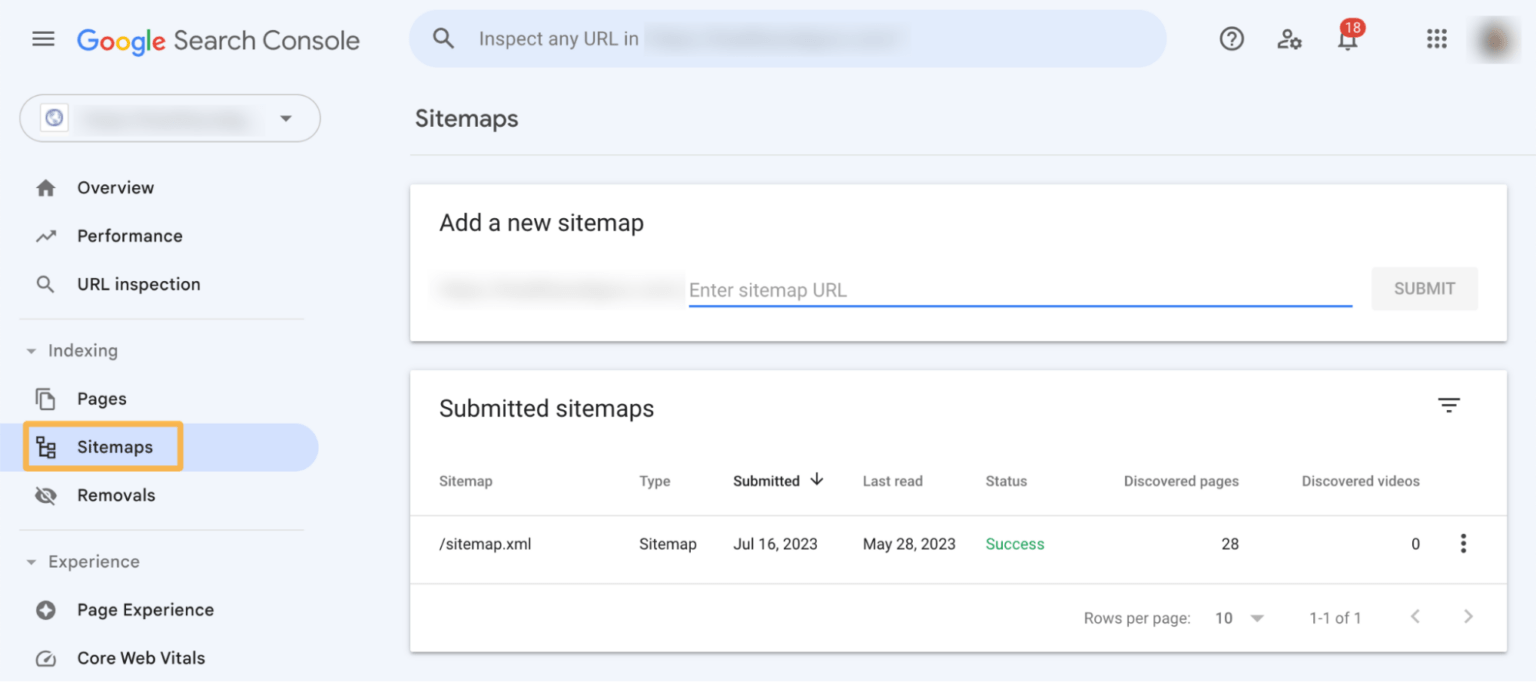 Google Search Console
Inspect any URL in
18
Sitemaps
Overview
Performance
URL inspection
Indexing
Pages
Sitemaps
Removals
Experience
Page Experience
Core Web Vitals
Add a new sitemap
Enter sitemap URL
SUBMIT
Submitted sitemaps
Sitemap Type Submitted Last read Status Discovered pages Discovered videos
/sitemap.xml Sitemap Jul 16, 2023 May 28, 2023 Success 28 0
Rows per page: 10 1-1 of 1